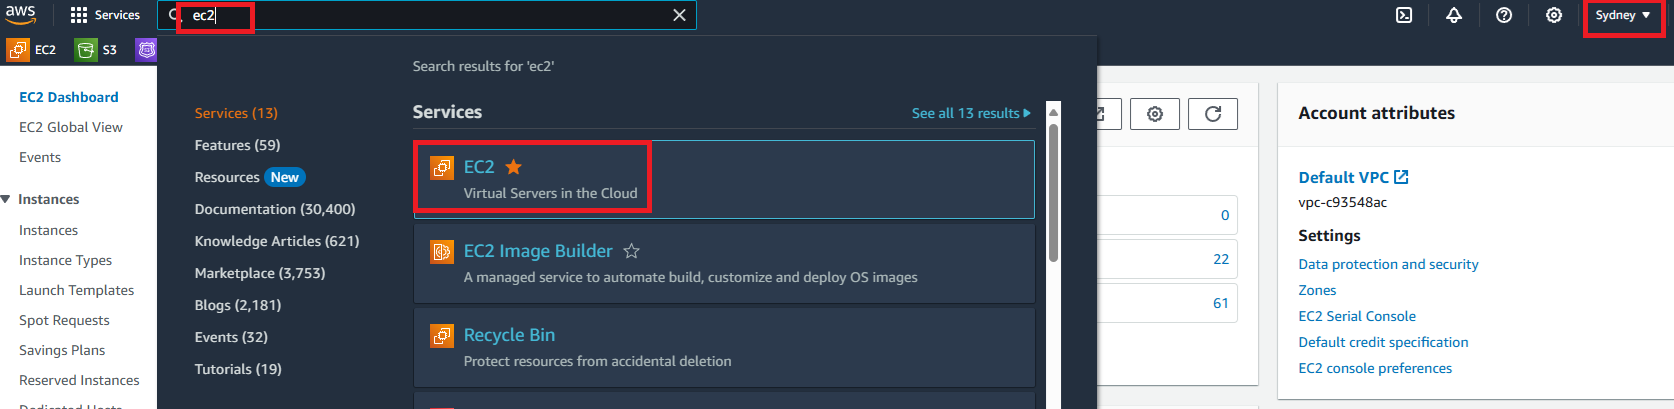 aws
Services
ec2
Sydney
EC2
S3
EC2 Dashboard
EC2 Global View
Events
Instances
Instances
Instance Types
Launch Templates
Spot Requests
Savings Plans
Reserved Instances
Dedicated Hosts
Search results for 'ec2'
Services (13)
Features (59)
Resources New
Documentation (30,400)
Knowledge Articles (621)
Marketplace (3,753)
Blogs (2,181)
Events (32)
Tutorials (19)
Services
See all 13 results
EC2
Virtual Servers in the Cloud
EC2 Image Builder
A managed service to automate build, customize and deploy OS images
Recycle Bin
Protect resources from accidental deletion
0
22
61
Account attributes
Default VPC
vpc-c93548ac
Settings
Data protection and security
Zones
EC2 Serial Console
Default credit specification
EC2 console preferences